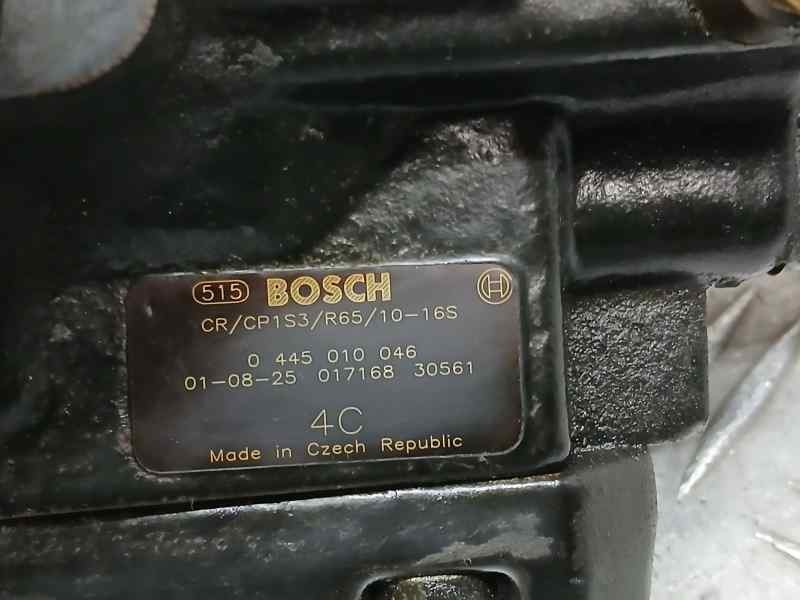 515 BOSCH
CR/CP1S3/R65/10-16S
0 445 010 046
01-08-25 017168 30561
4C
Made in Czech Republic